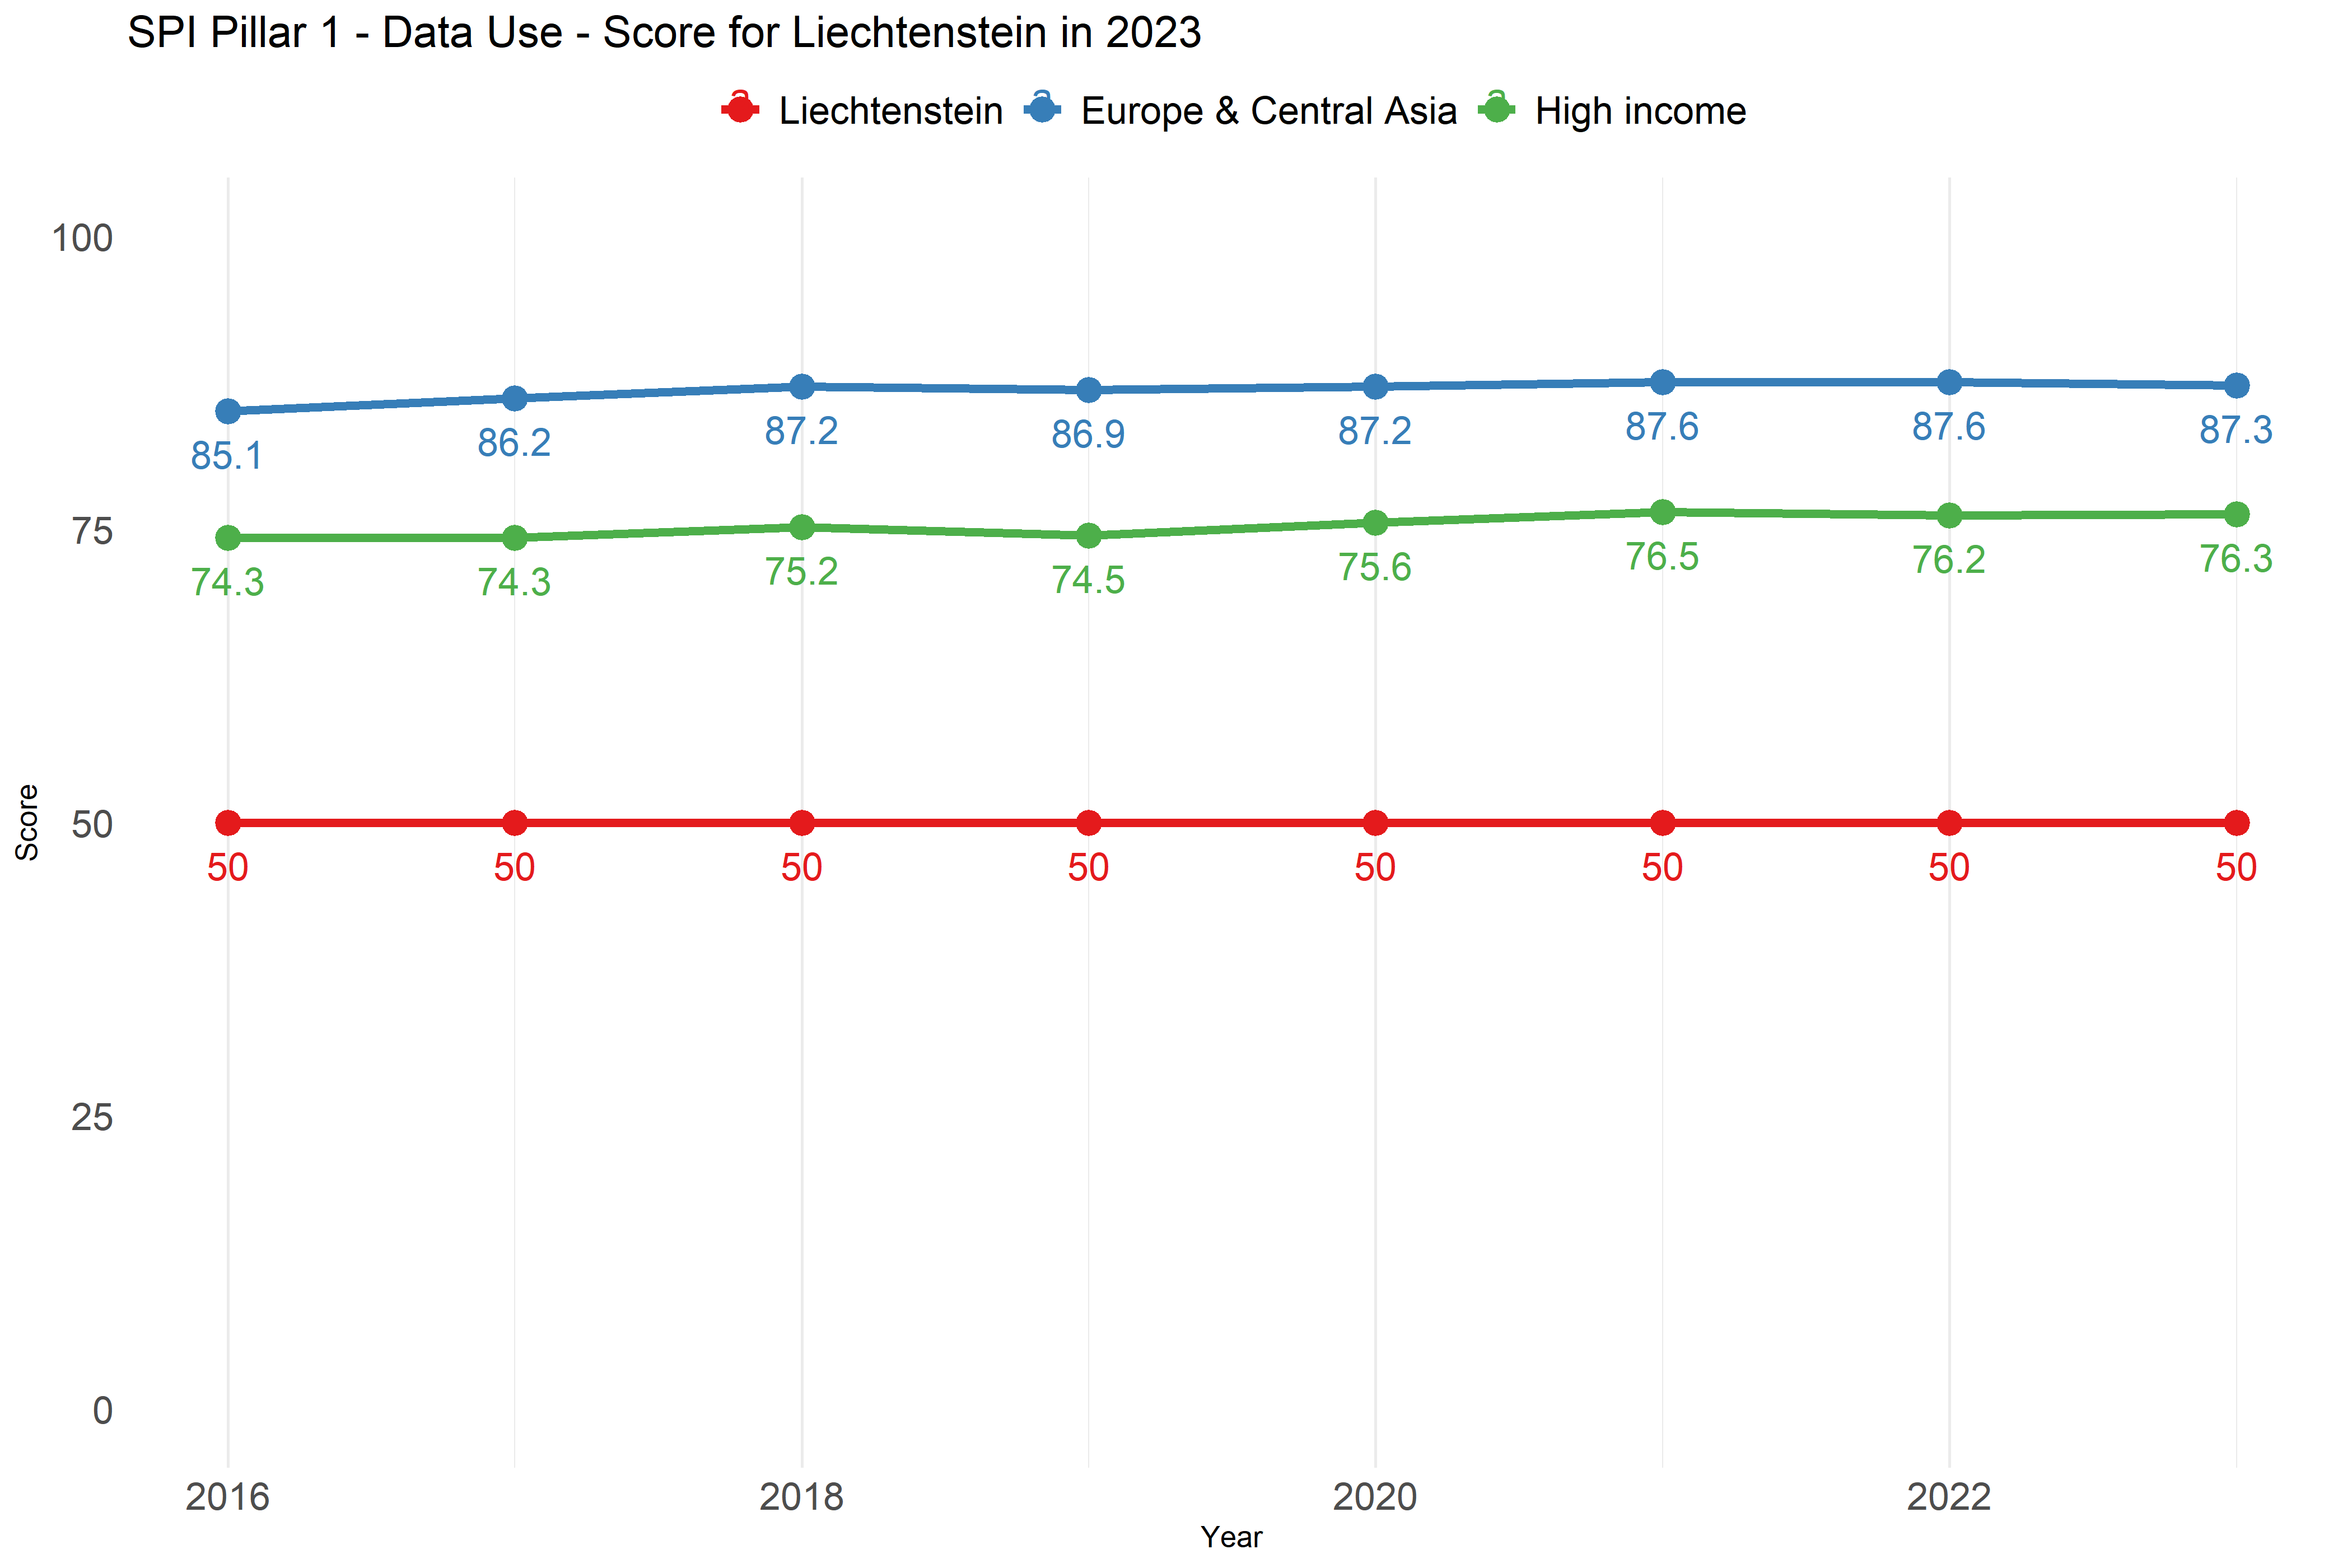 SPI Pillar 1 - Data Use - Score for Liechtenstein in 2023
Liechtenstein Europe & Central Asia High income
100
75
50
25
0
Score
85.1 86.2 87.2 86.9 87.2 87.6 87.6 87.3
74.3 74.3 75.2 74.5 75.6 76.5 76.2 76.3
50 50 50 50 50 50 50 50
2016 2018 2020 2022
Year